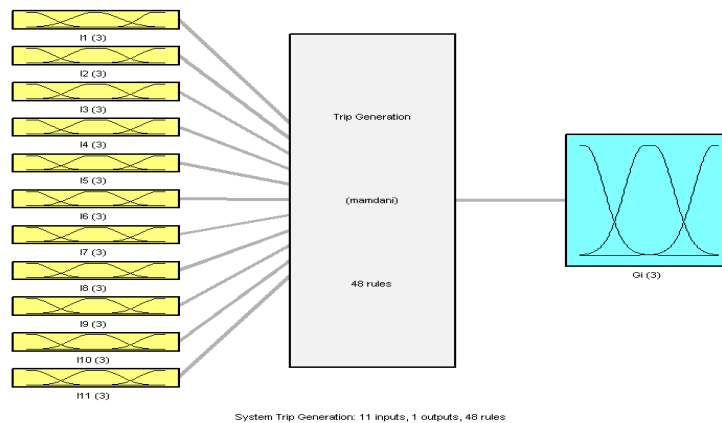 I1 (3)
I2 (3)
I3 (3)
I4 (3)
I5 (3)
I6 (3)
I7 (3)
I8 (3)
I9 (3)
I10 (3)
I11 (3)
Trip Generation
(mamdani)
48 rules
Gi (3)
System Trip Generation: 11 inputs, 1 outputs, 48 rules